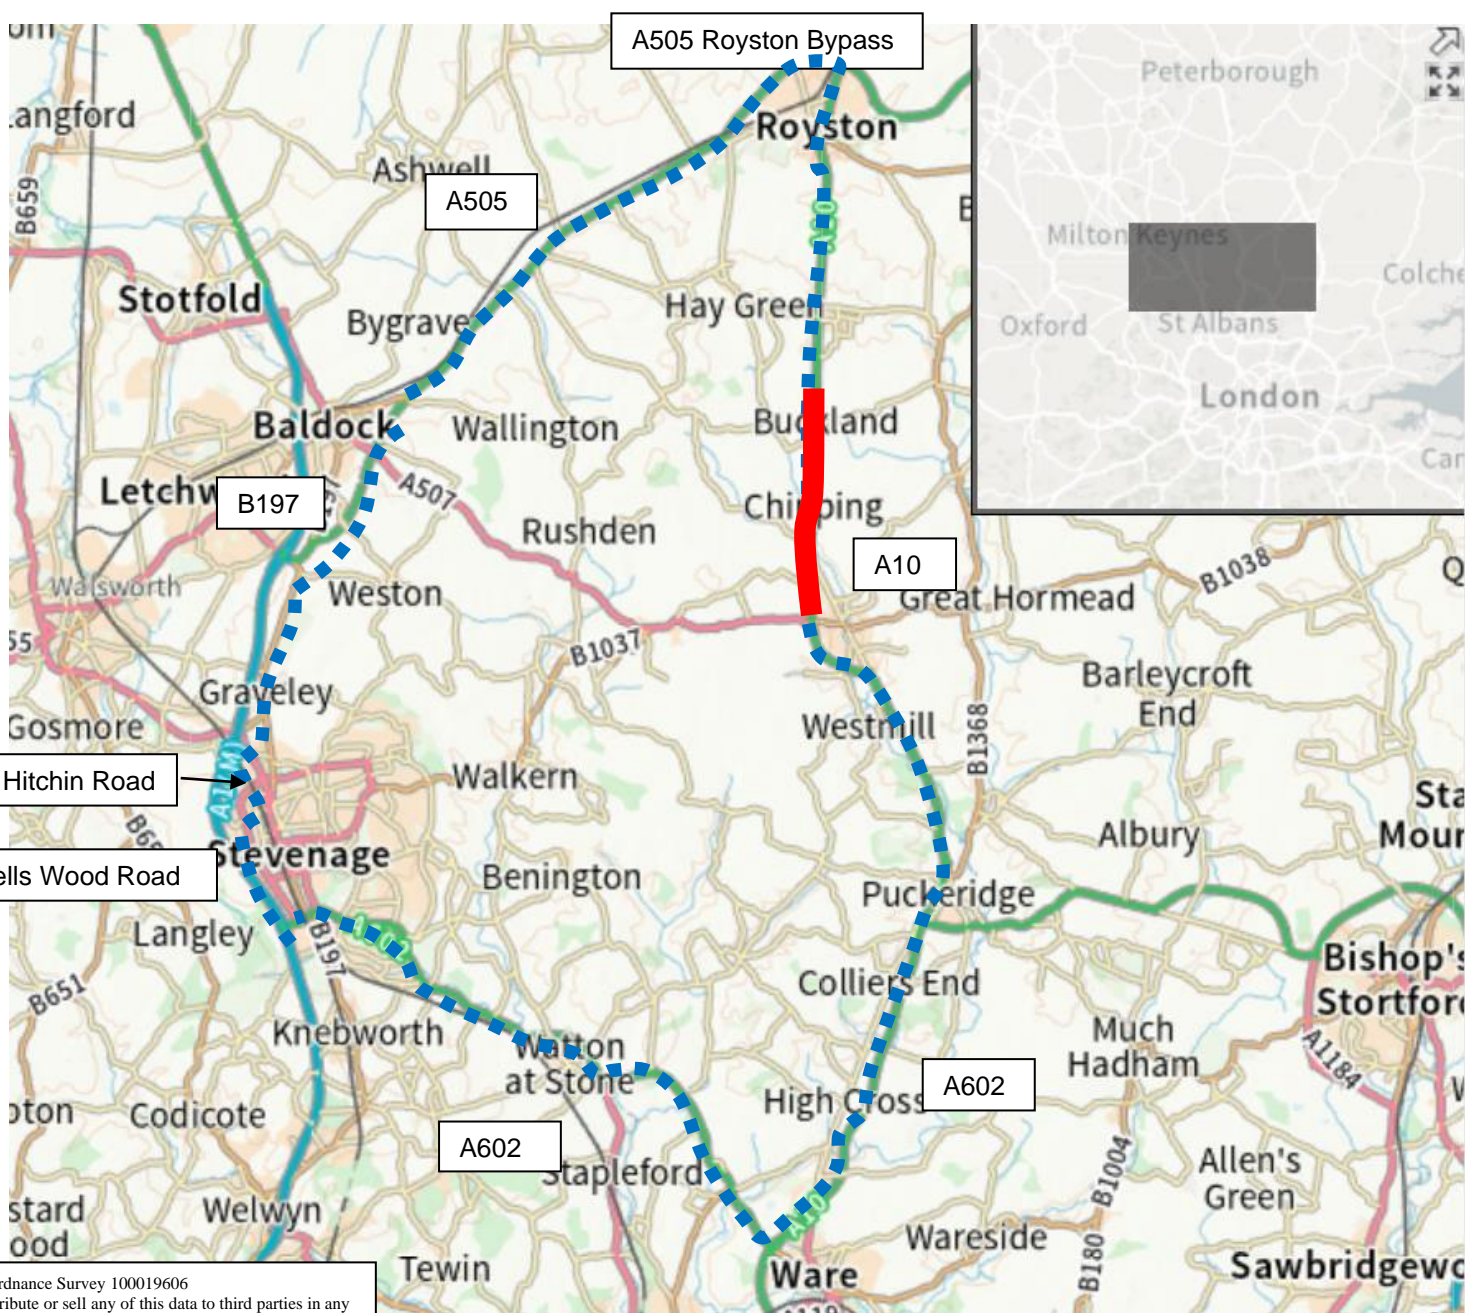 A505 Royston Bypass
Peterborough
Langford
Royston
Ashwell
A505
B659
A10
Milton Keynes
Stotfold
Hay Green
Bygrave
Oxford
St Albans
London
Baldock
Wallington
Buckland
A507
Letchw
B197
Chipping
Rushden
A10
B1038
Walsworth
Weston
Great Hormead
B1037
Barleycroft
End
Graveley
Gosmore
Westmill
B1368
A1(M)
Hitchin Road
Walkern
Albury
Stevenage
ells Wood Road
Benington
Puckeridge
Langley
A602
B197
Bishop's
Stortford
B651
Colliers End
Knebworth
Watton
at Stone
Much
Hadham
A1184
A602
High Cross
Codicote
A602
Stapleford
Allen's
Green
B1004
Welwyn
A10
Wareside
B180
Tewin
Ware
Sawbridgewo
rdnance Survey 100019606
ribute or sell any of this data to third parties in any